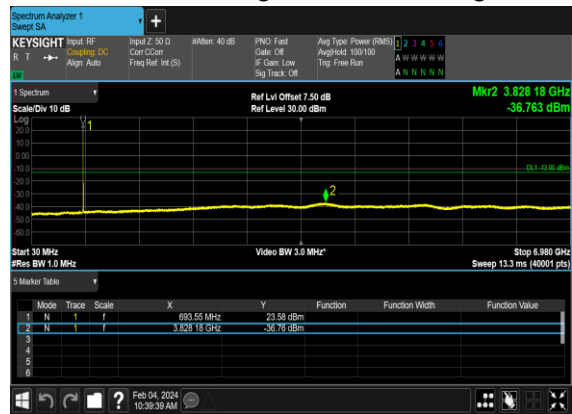 Spectrum Analyzer 1
Swept SA
+
KEYSIGHT Input: RF Input Z: 50 Ω #Atten: 40 dB PNO: Fast Avg Type: Power (RMS) 1 2 3 4 5 6
R T Coupling: DC Corr CCorr Gate: Off Avg|Hold: 100/100 A W W W W W
Align: Auto Freq Ref: Int (S) IF Gain: Low Trig: Free Run
Sig Track: Off A N N N N N
1 Spectrum Ref Lvl Offset 7.50 dB Mkr2 3.828 18 GHz
Scale/Div 10 dB Ref Level 30.00 dBm -36.763 dBm
Log
20.0 1
10.0
0.00
-10.0 DL1 -13.00 dBm
-20.0
-30.0 2
-40.0
-50.0
-60.0
Start 30 MHz Video BW 3.0 MHz* Stop 6.980 GHz
#Res BW 1.0 MHz Sweep 13.3 ms (40001 pts)
5 Marker Table
Mode Trace Scale X Y Function Function Width Function Value
1 N 1 f 693.55 MHz 23.58 dBm
2 N 1 f 3.828 18 GHz -36.76 dBm
3
4
5
6
? Feb 04, 2024
10:39:39 AM